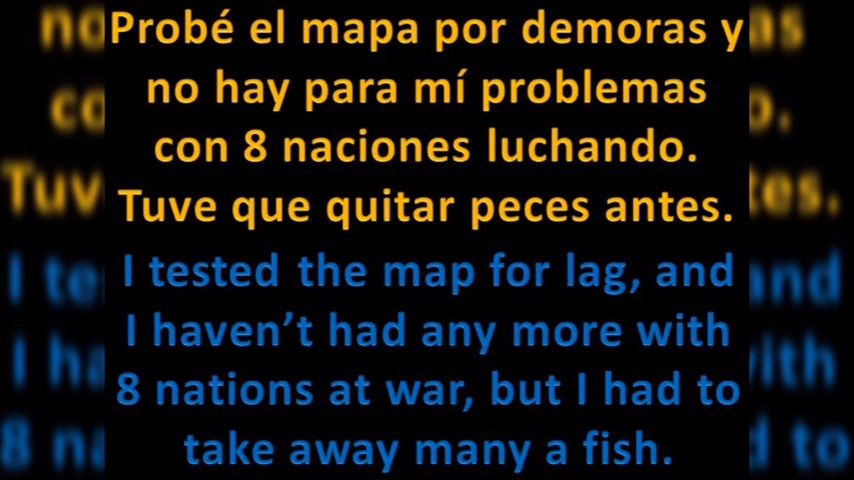 Probé el mapa por demoras y
no hay para mí problemas
con 8 naciones luchando.
Tuve que quitar peces antes.
I tested the map for lag, and
I haven't had any more with
8 nations at war, but I had to
take away many a fish.